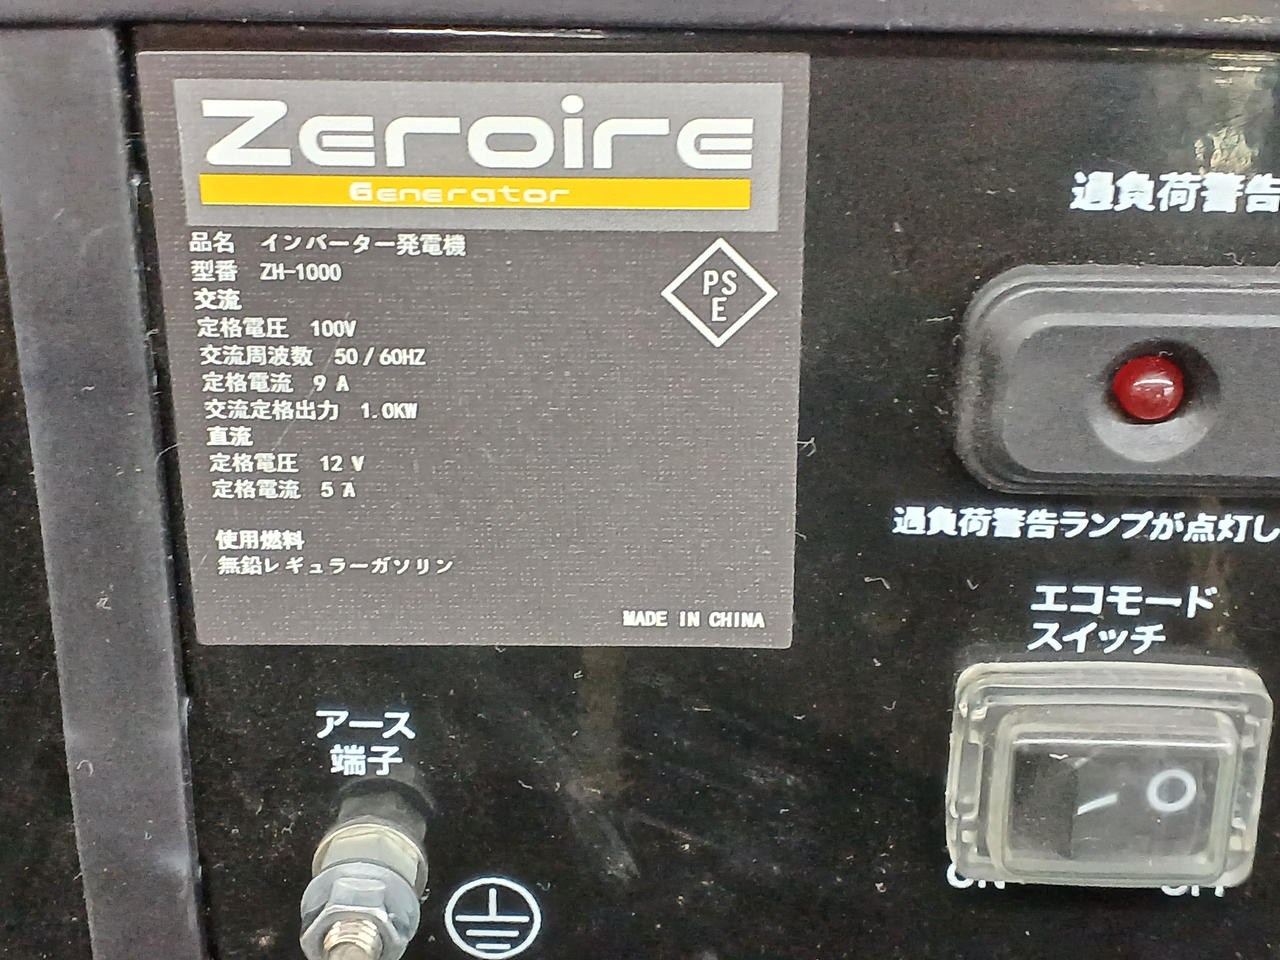 Zeroire
Generator
品名 インバーター発電機
型番 ZH-1000
交流
定格電圧 100V
交流周波数 50/60HZ
定格電流 9 A
交流定格出力 1.0KW
直流
定格電圧 12 V
定格電流 5 A
使用燃料
無鉛レギュラーガソリン
PS
E
MADE IN CHINA
過負荷警告
過負荷警告ランプが点灯し
エコモード
スイッチ
ON OFF
アース
端子